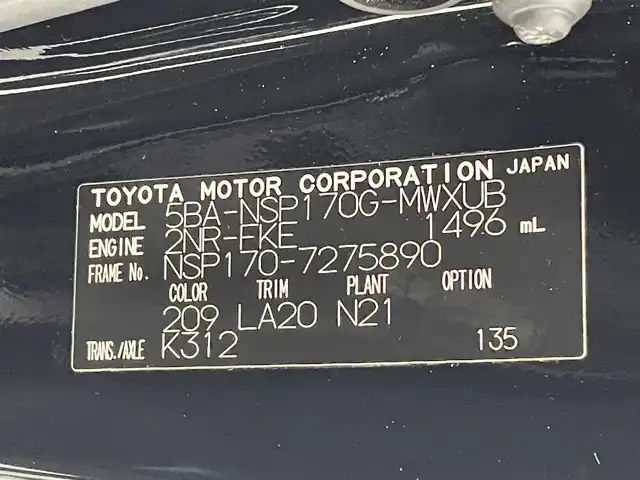 TOYOTA MOTOR CORPORATION JAPAN
MODEL 5BA-NSP170G-MWXUB
ENGINE 2NR-FKE 1496 mL
FRAME No. NSP170-7275890
COLOR TRIM PLANT OPTION
209 LA20 N21
TRANS./AXLE K312 135